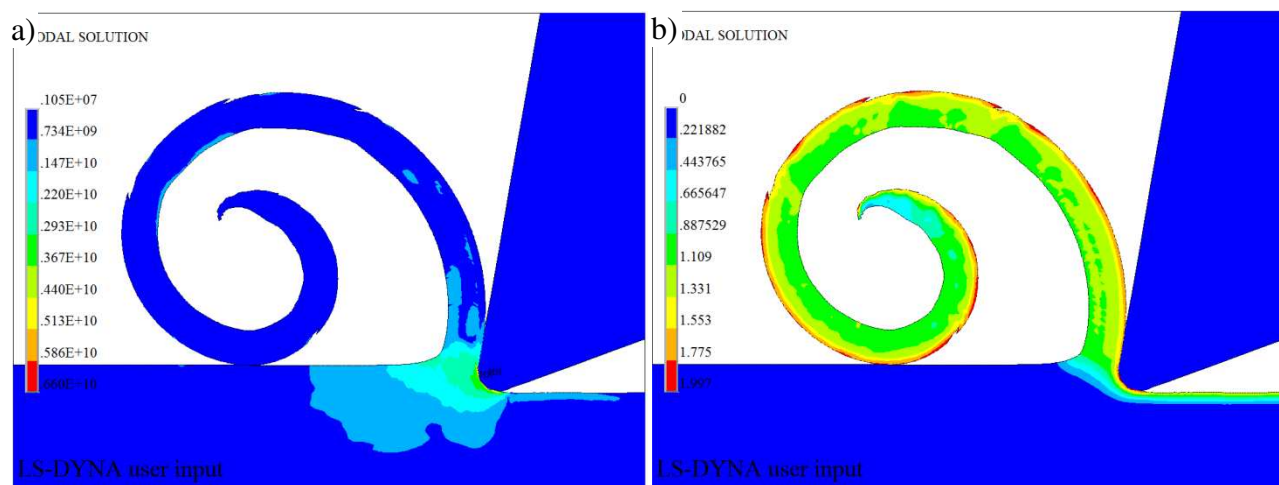 a)
ODAL SOLUTION
.105E+07
.734E+09
.147E+10
.220E+10
.293E+10
.367E+10
.440E+10
.513E+10
.586E+10
.660E+10
LS-DYNA user input
b)
ODAL SOLUTION
0
.221882
.443765
.665647
.887529
1.109
1.331
1.553
1.775
1.997
LS-DYNA user input